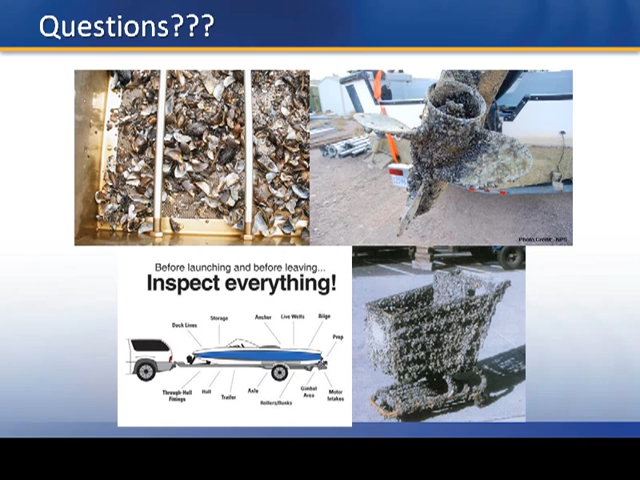 Questions???
Photo Credit: NPS
Before launching and before leaving...
Inspect everything!
Dock Lines
Storage
Anchor
Live Wells
Bilge
Prop
Through-Hull
Fittings
Hull
Trailer
Axle
Rollers/Bunks
Gimbal
Area
Motor
Intakes